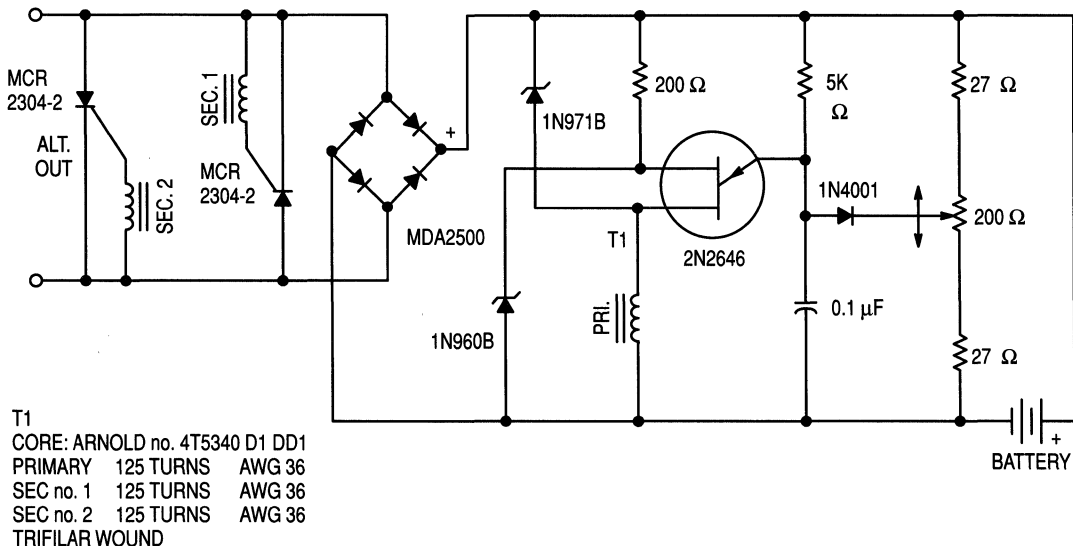 MCR
2304-2
ALT.
OUT
SEC. 1
SEC. 2
MCR
2304-2
+
MDA2500
1N971B
200 Ω
5K
Ω
27 Ω
1N4001
200 Ω
T1
2N2646
1N960B
PRI.
0.1 µF
27 Ω
+
BATTERY
T1
CORE: ARNOLD no. 4T5340 D1 DD1
PRIMARY 125 TURNS AWG 36
SEC no. 1 125 TURNS AWG 36
SEC no. 2 125 TURNS AWG 36
TRIFILAR WOUND